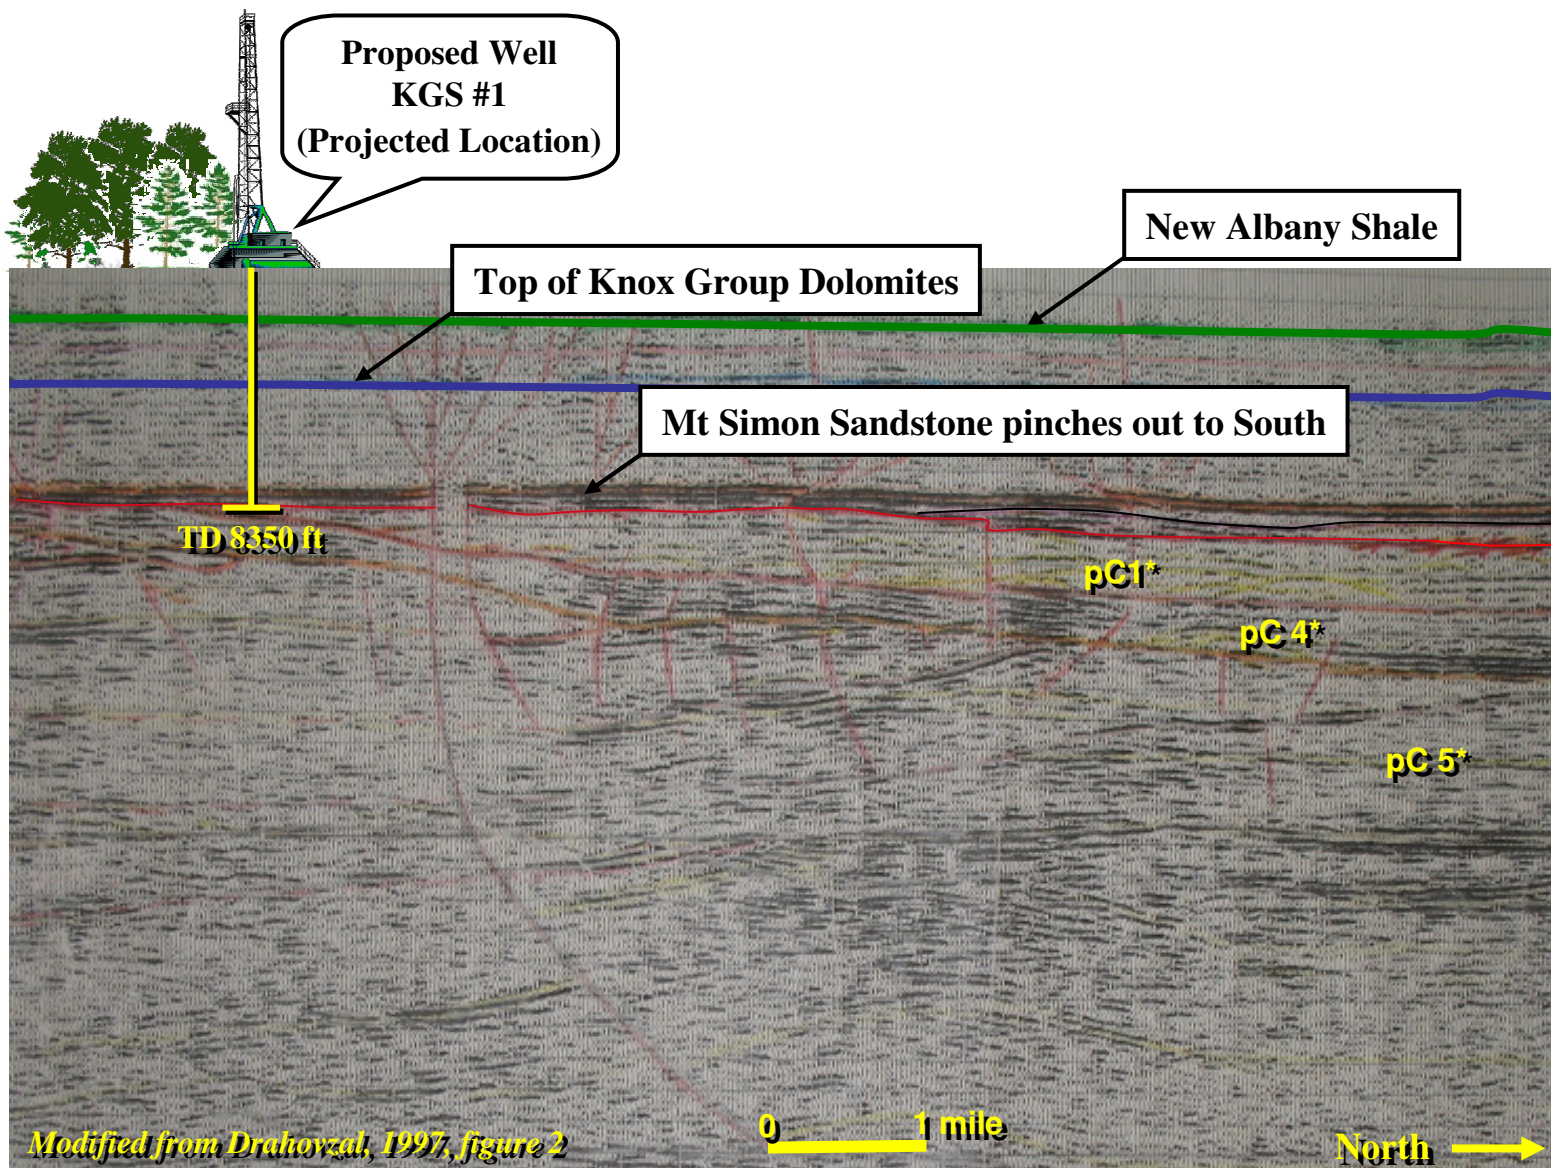 Proposed Well
KGS #1
(Projected Location)
New Albany Shale
Top of Knox Group Dolomites
Mt Simon Sandstone pinches out to South
TD 8350 ft
pC1*
pC 4*
pC 5*
0 1 mile
Modified from Drahovzal, 1997, figure 2
North